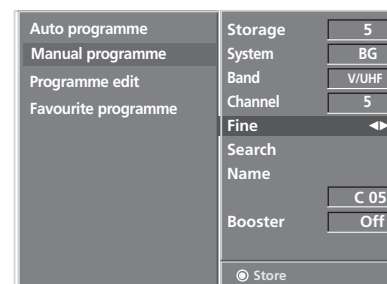 Auto programme
Manual programme
Programme edit
Favourite programme
Storage 5
System BG
Band V/UHF
Channel 5
Fine ◀▶
Search
Name
C 05
Booster Off
Store